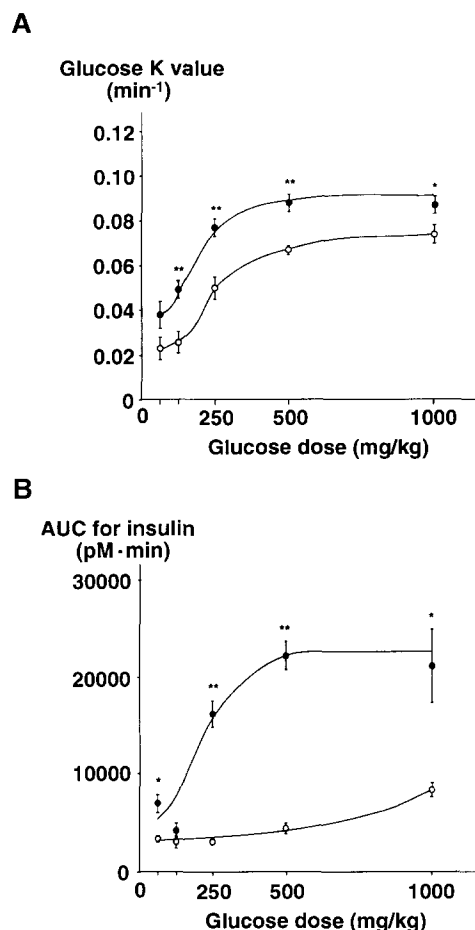 A
Glucose K value
(min-1)
0.12
0.10
0.08
0.06
0.04
0.02
0
**
**
**
*
0 250 500 1000
Glucose dose (mg/kg)
B
AUC for insulin
(pM·min)
30000
20000
10000
0
*
**
**
*
0 250 500 1000
Glucose dose (mg/kg)